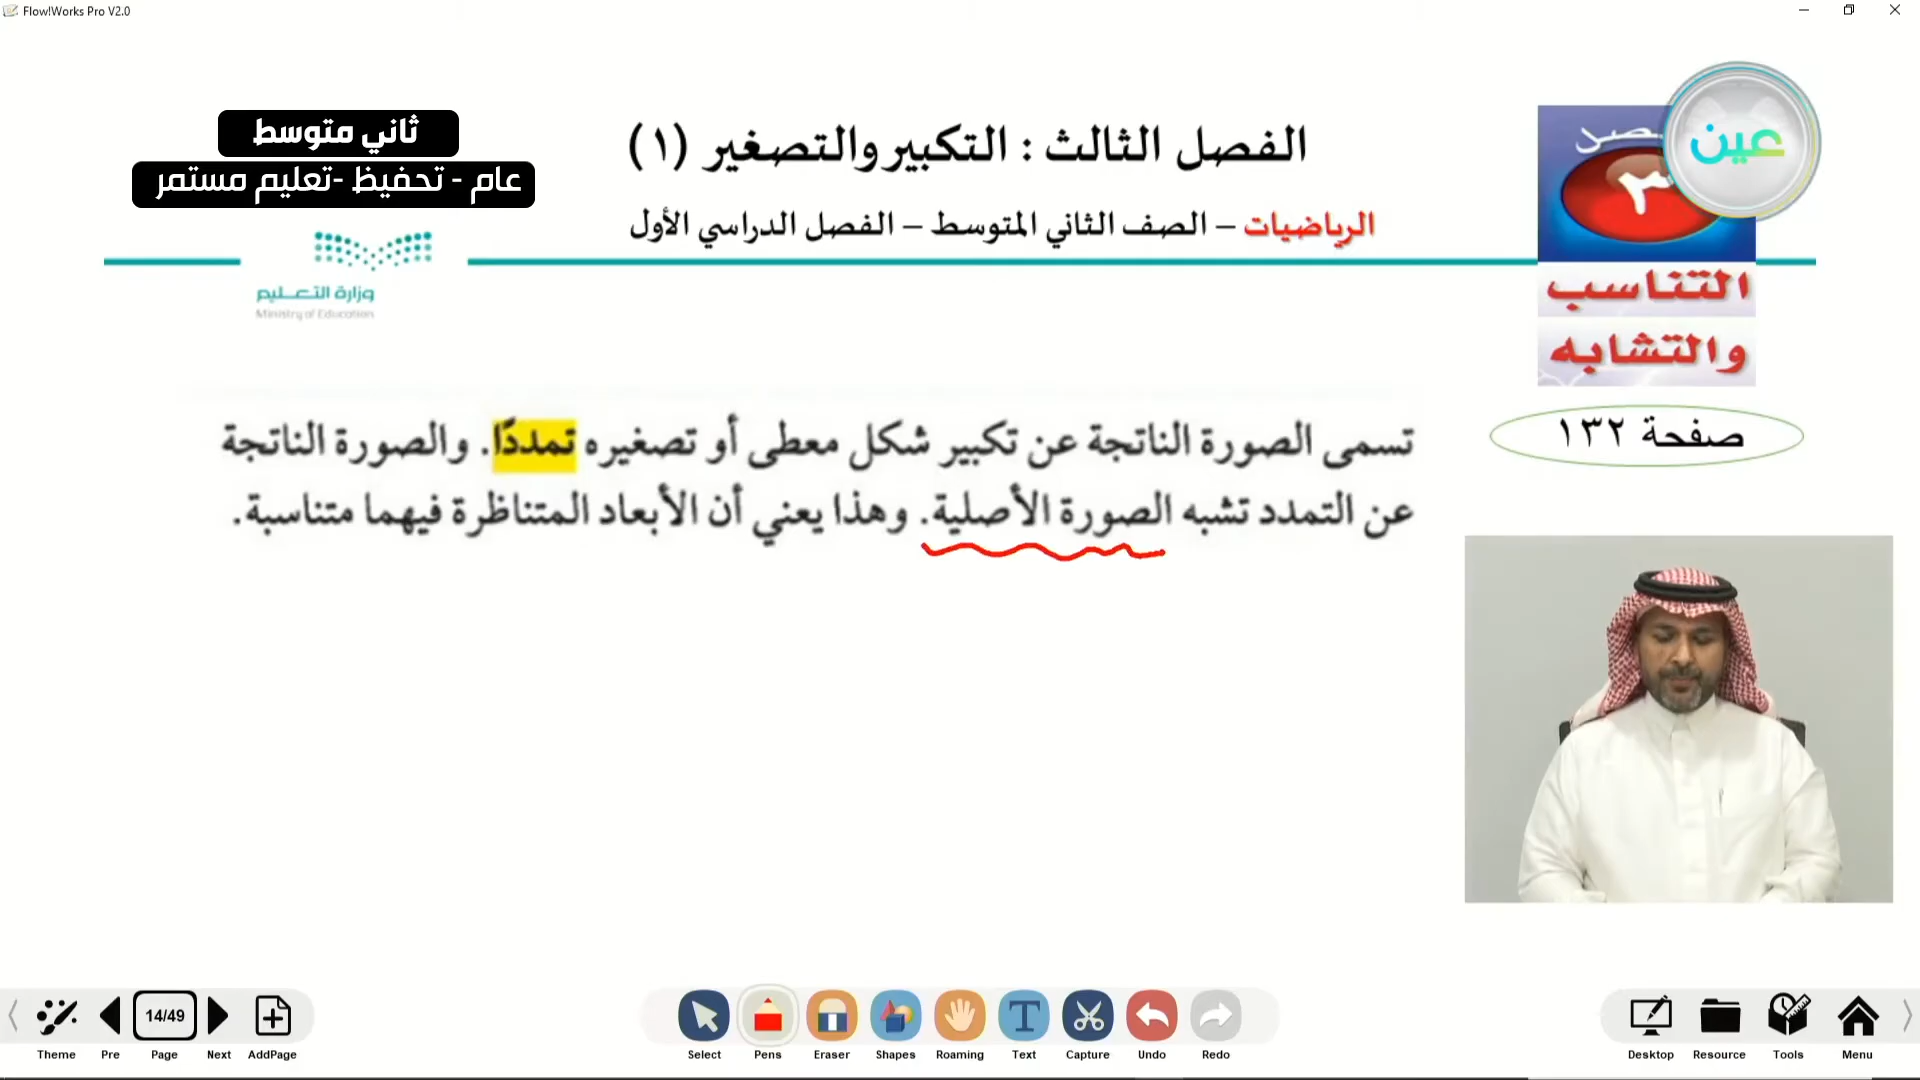 Flow!Works Pro V2.0
ثاني متوسط
عام - تحفيظ -تعليم مستمر
الفصل الثالث : التكبير والتصغير (١)
الرياضيات – الصف الثاني المتوسط – الفصل الدراسي الأول
وزارة التعليم
Ministry of Education
عين
٣
التناسب
والتشابه
صفحة ١٣٢
تسمى الصورة الناتجة عن تكبير شكل معطى أو تصغيره تمددًا. والصورة الناتجة
عن التمدد تشبه الصورة الأصلية. وهذا يعني أن الأبعاد المتناظرة فيهما متناسبة.
14/49
Theme Pre Page Next AddPage
Select Pens Eraser Shapes Roaming Text Capture Undo Redo
Desktop Resource Tools Menu